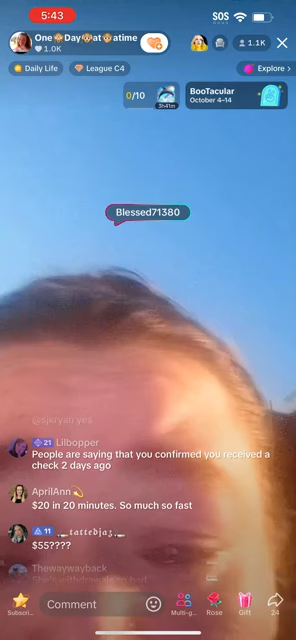 5:43
SOS
One Day at atime
1.0K
1.1K
Daily Life
League C4
Explore >
0/10
3h41m
BooTacular
October 4–14
Blessed71380
@sjkryan yes
21 Lilbopper
People are saying that you confirmed you received a
check 2 days ago
AprilAnn
$20 in 20 minutes. So much so fast
11 tattedjaz
$55????
Thewaywayback
Subscri...
Comment
Multi-g...
Rose
Gift
24